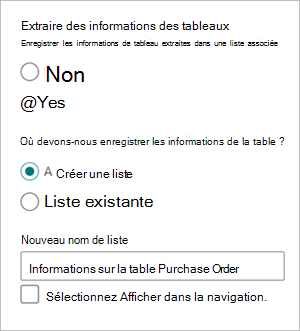 Extraire des informations des tableaux
Enregistrer les informations de tableau extraites dans une liste associée
Non
@Yes
Où devons-nous enregistrer les informations de la table ?
A Créer une liste
Liste existante
Nouveau nom de liste
Informations sur la table Purchase Order
Sélectionnez Afficher dans la navigation.